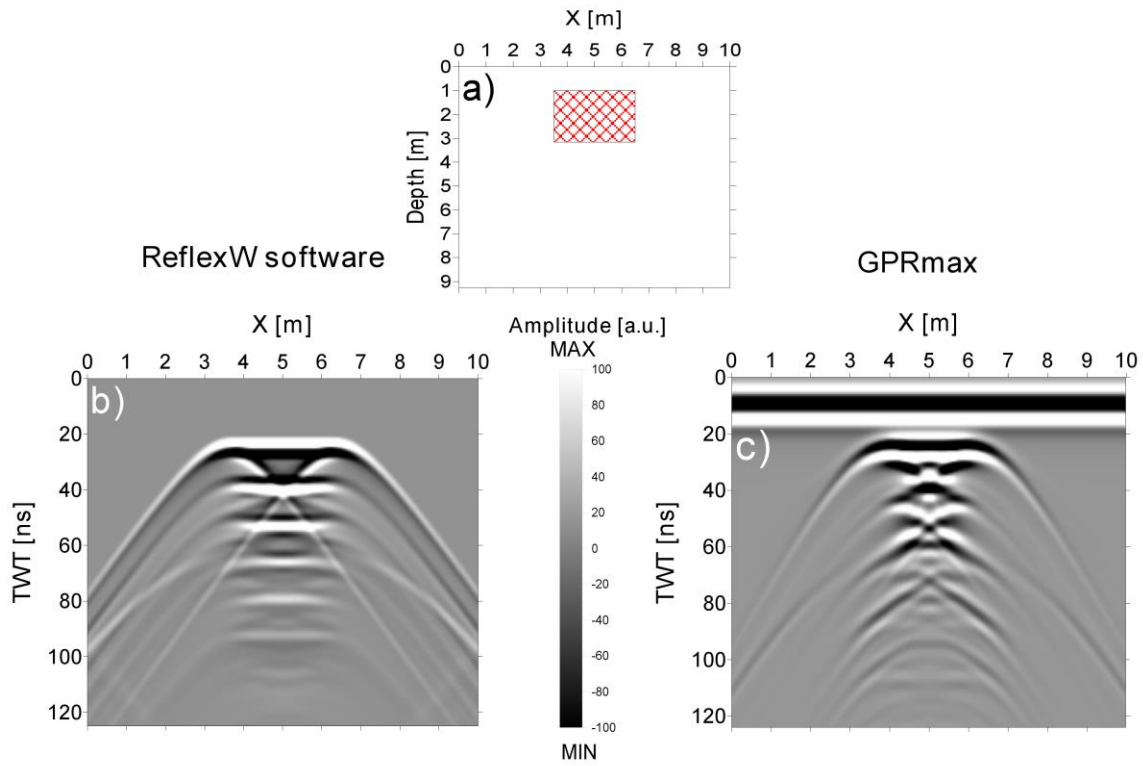 X [m]
0 1 2 3 4 5 6 7 8 9 10
a)
Depth [m]
0
1
2
3
4
5
6
7
8
9
ReflexW software
GPRmax
X [m]
0 1 2 3 4 5 6 7 8 9 10
b)
TWT [ns]
0
20
40
60
80
100
120
Amplitude [a.u.]
MAX
100
80
60
40
20
0
-20
-40
-60
-80
-100
MIN
X [m]
0 1 2 3 4 5 6 7 8 9 10
c)
TWT [ns]
0
20
40
60
80
100
120